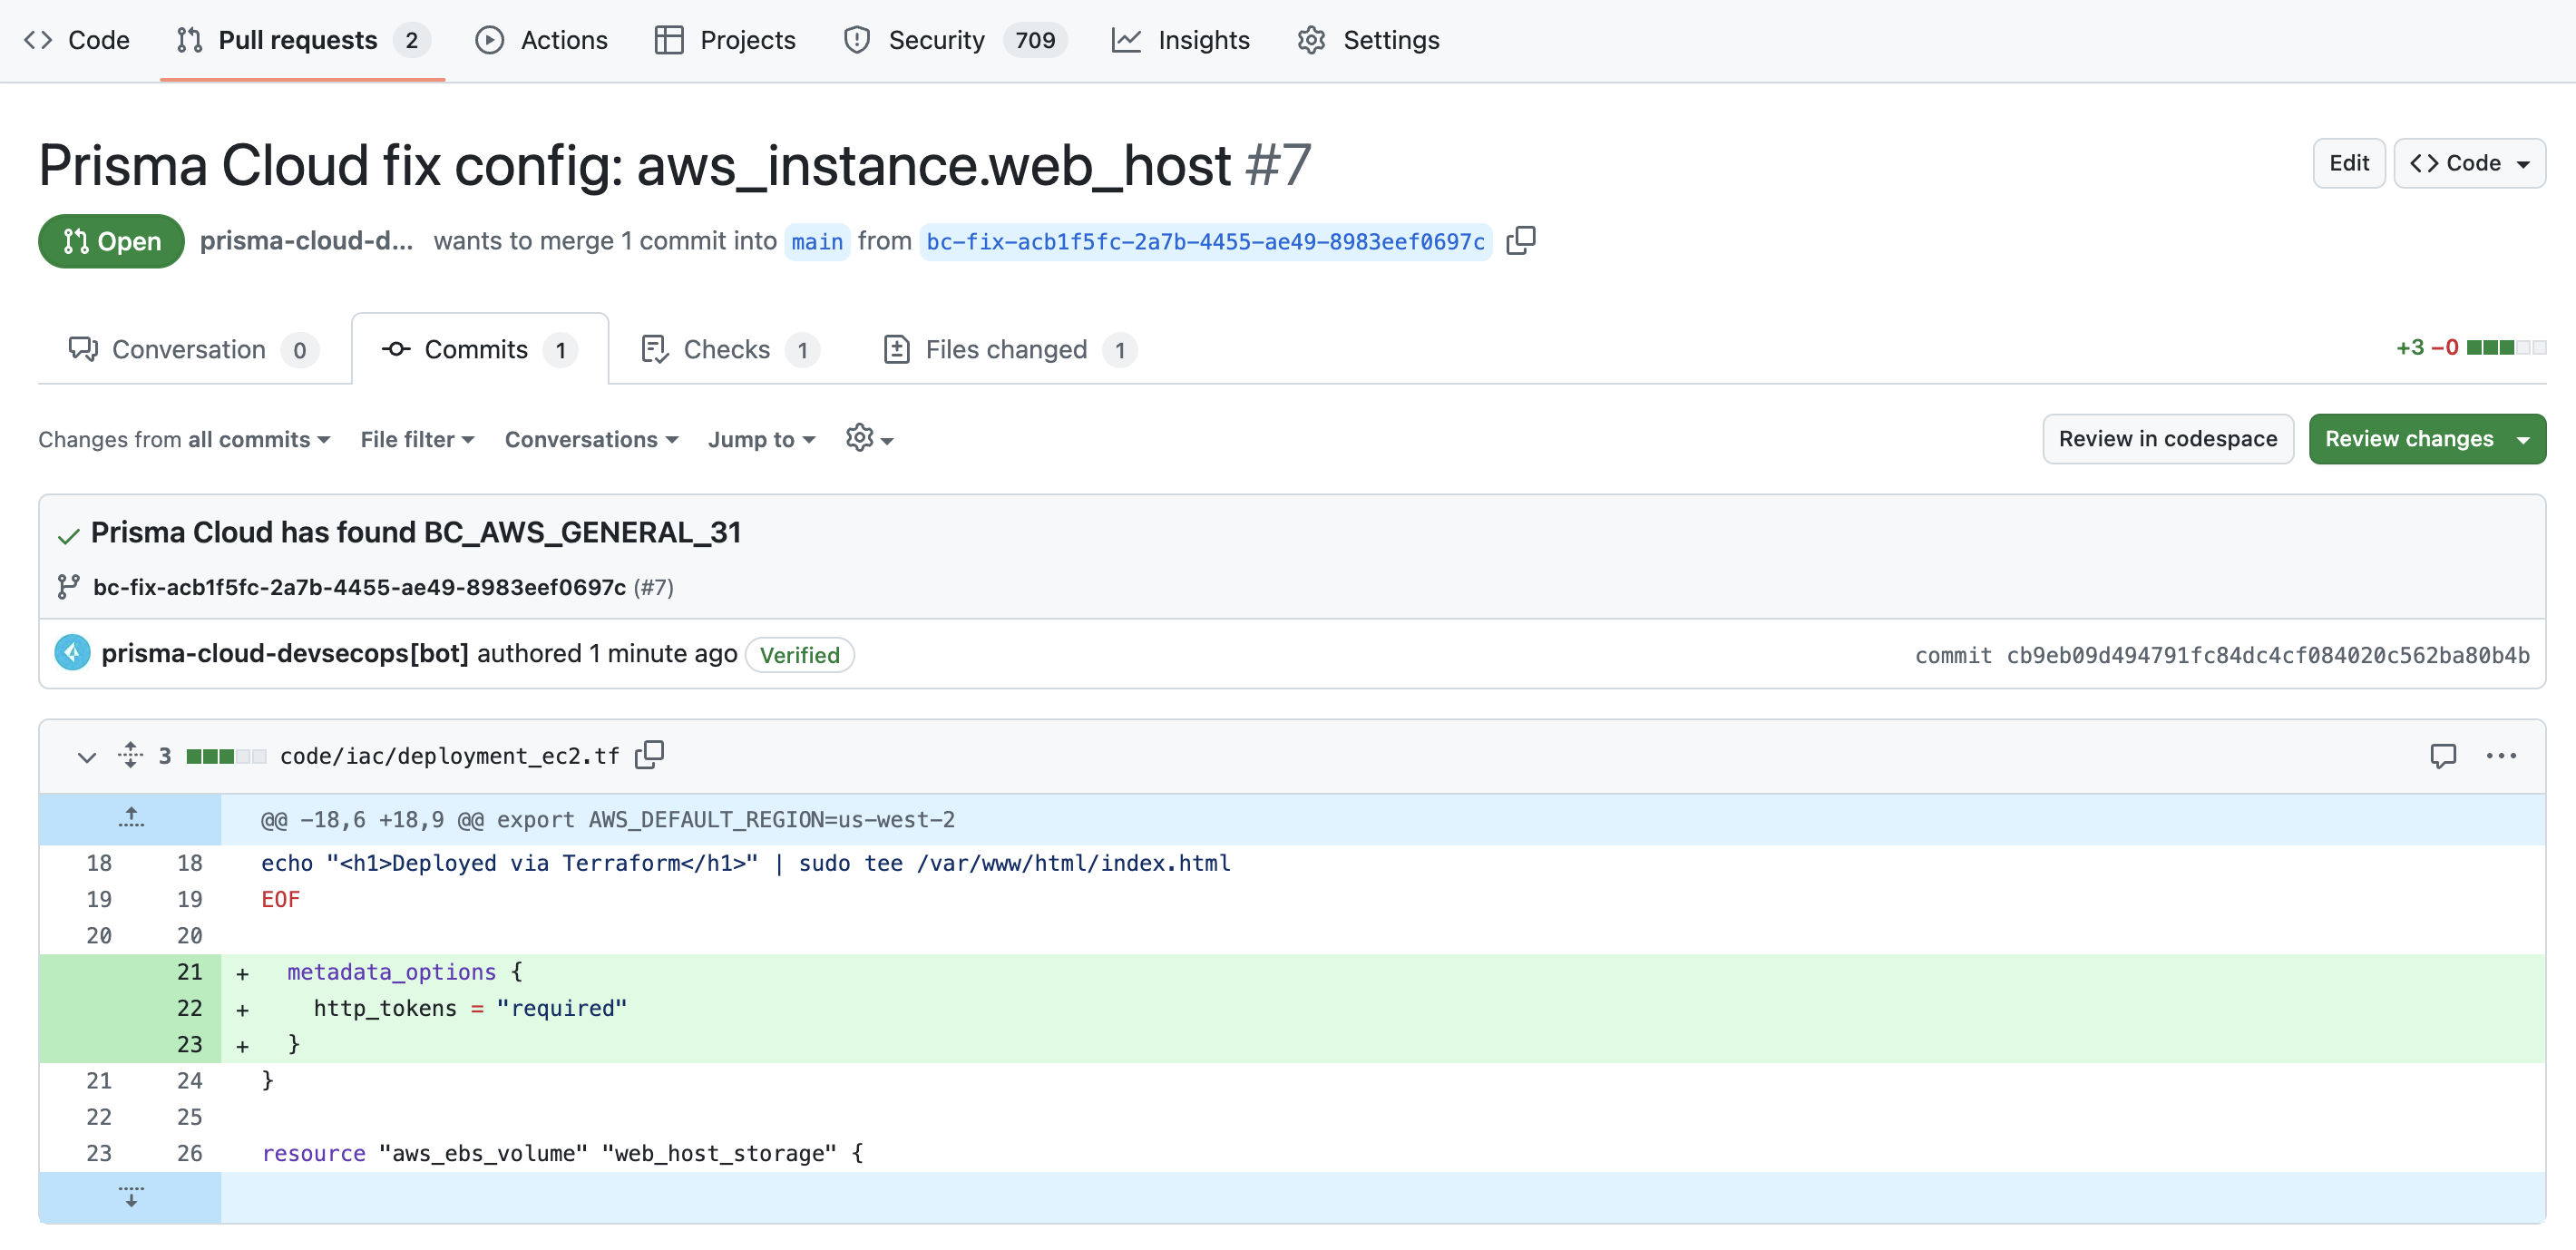 Code Pull requests 2 Actions Projects Security 709 Insights Settings
Prisma Cloud fix config: aws_instance.web_host #7
Edit <> Code
Open prisma-cloud-d... wants to merge 1 commit into main from bc-fix-acb1f5fc-2a7b-4455-ae49-8983eef0697c
Conversation 0 Commits 1 Checks 1 Files changed 1
+3 −0
Changes from all commits File filter Conversations Jump to
Review in codespace Review changes
Prisma Cloud has found BC_AWS_GENERAL_31
bc-fix-acb1f5fc-2a7b-4455-ae49-8983eef0697c (#7)
prisma-cloud-devsecops[bot] authored 1 minute ago Verified
commit cb9eb09d494791fc84dc4cf084020c562ba80b4b
3 code/iac/deployment_ec2.tf
@@ -18,6 +18,9 @@ export AWS_DEFAULT_REGION=us-west-2
18 18 echo "<h1>Deployed via Terraform</h1>" | sudo tee /var/www/html/index.html
19 19 EOF
20 20
21 + metadata_options {
22 + http_tokens = "required"
23 + }
21 24 }
22 25
23 26 resource "aws_ebs_volume" "web_host_storage" {